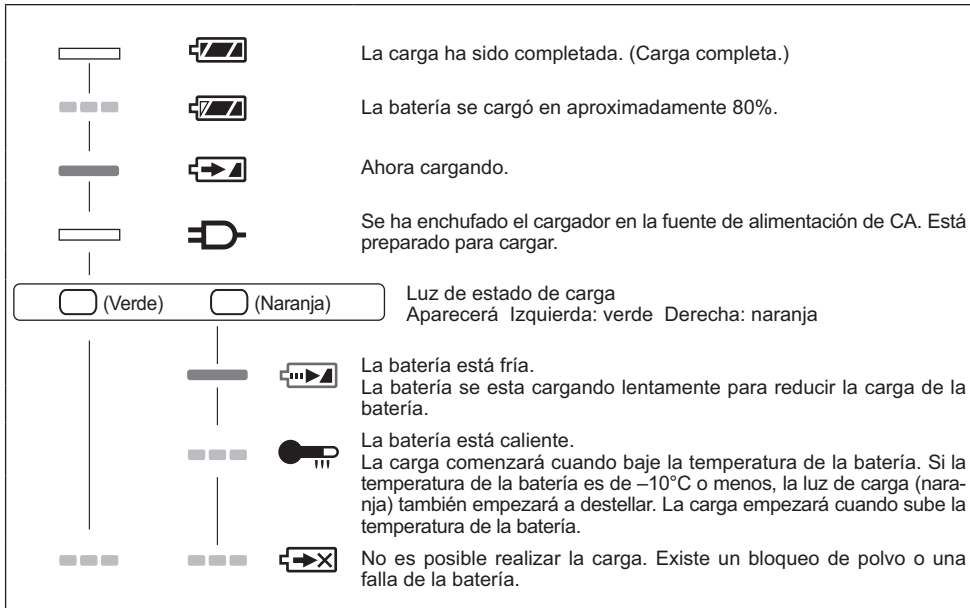 La carga ha sido completada. (Carga completa.)
La batería se cargó en aproximadamente 80%.
Ahora cargando.
Se ha enchufado el cargador en la fuente de alimentación de CA. Está
preparado para cargar.
(Verde) (Naranja)
Luz de estado de carga
Aparecerá Izquierda: verde Derecha: naranja
La batería está fría.
La batería se esta cargando lentamente para reducir la carga de la
batería.
La batería está caliente.
La carga comenzará cuando baje la temperatura de la batería. Si la
temperatura de la batería es de –10°C o menos, la luz de carga (nara-
nja) también empezará a destellar. La carga empezará cuando sube la
temperatura de la batería.
No es posible realizar la carga. Existe un bloqueo de polvo o una
falla de la batería.